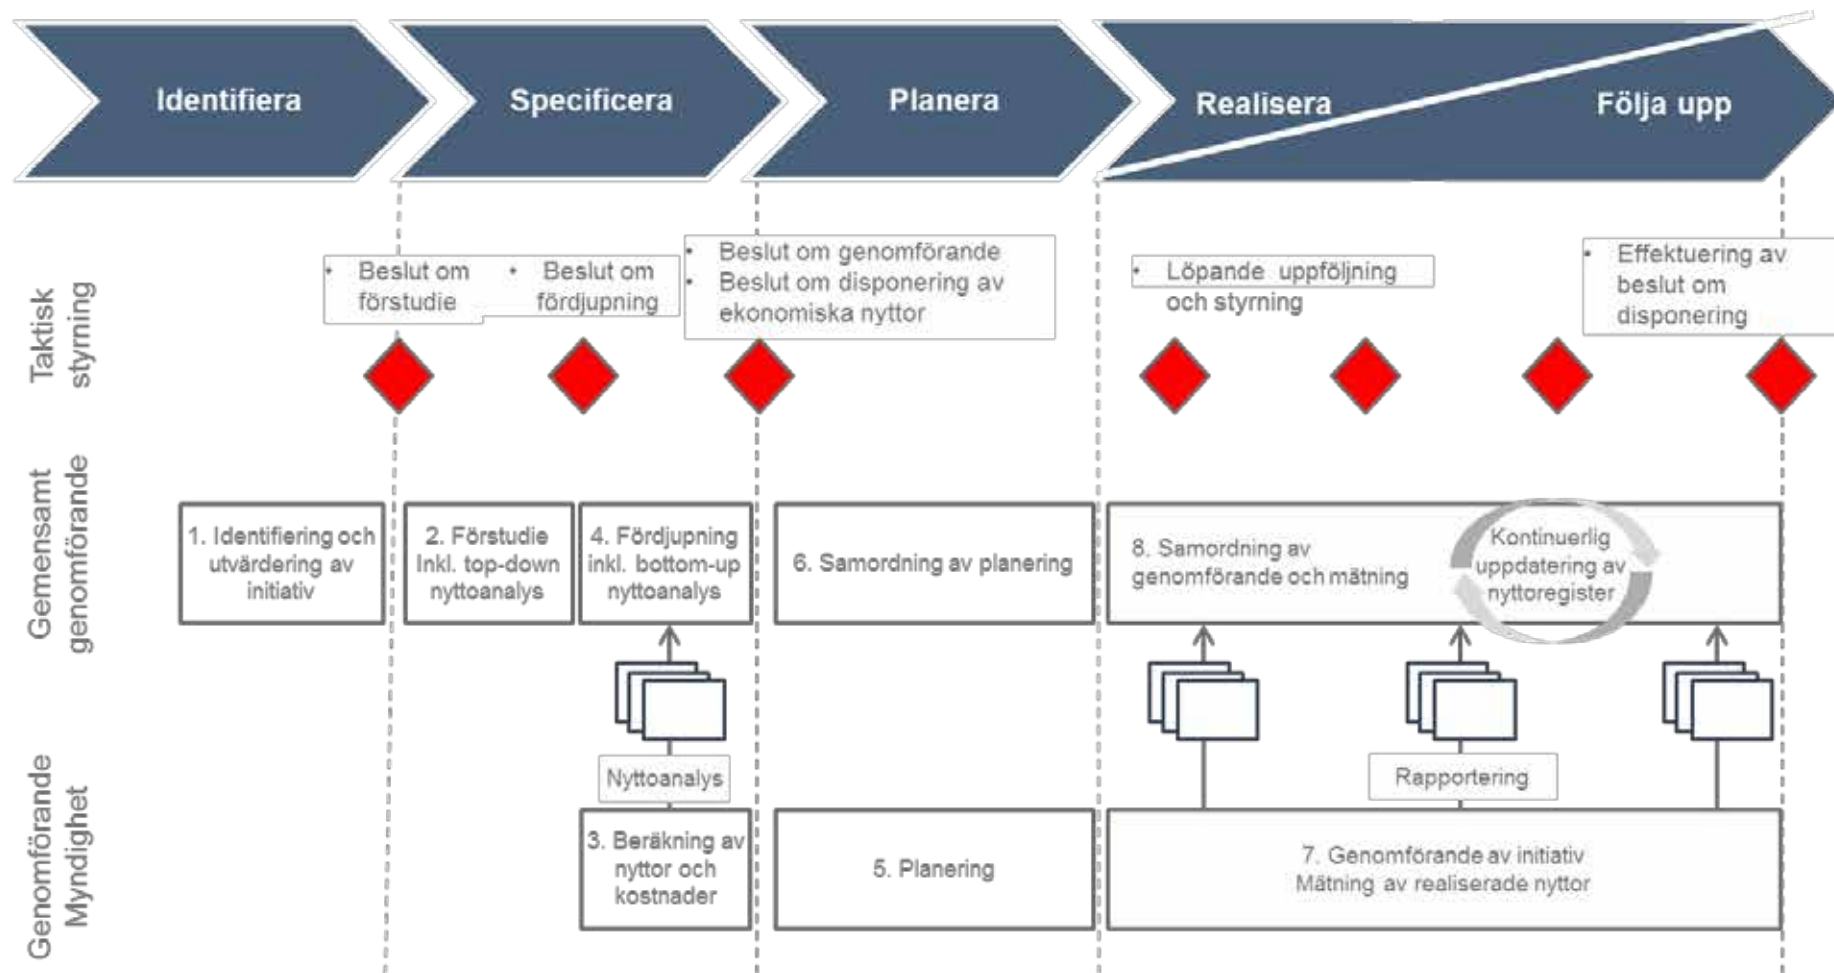 Identifiera
Specificera
Planera
Realisera
Följa upp
Taktisk
styrning
• Beslut om
förstudie
• Beslut om
fördjupning
• Beslut om genomförande
• Beslut om disponering av
ekonomiska nyttor
• Löpande uppföljning
och styrning
• Effektuering av
beslut om
disponering
Gemensamt
genomförande
1. Identifiering och
utvärdering av
initiativ
2. Förstudie
Inkl. top-down
nyttoanalys
4. Fördjupning
inkl. bottom-up
nyttoanalys
6. Samordning av planering
8. Samordning av
genomförande och mätning
Kontinuerlig
uppdatering av
nyttoregister
Nyttoanalys
Rapportering
Genomförande
Myndighet
3. Beräkning av
nyttor och
kostnader
5. Planering
7. Genomförande av initiativ
Mätning av realiserade nyttor